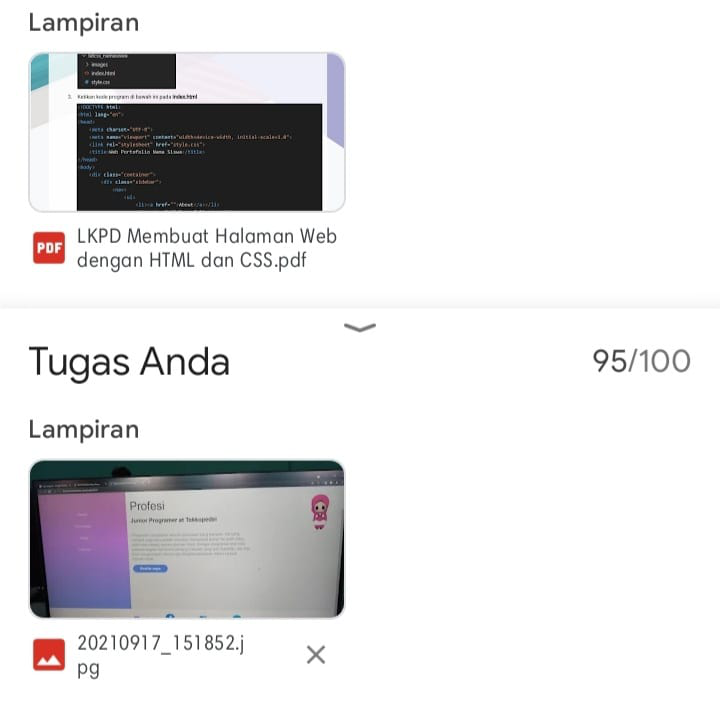 Lampiran
images
index.html
style.css
3. Ketikan kode program di bawah ini pada index.html
<!DOCTYPE html>
<html lang="en">
<head>
<meta charset="UTF-8">
<meta name="viewport" content="width=device-width, initial-scale=1.0">
<link rel="stylesheet" href="style.css">
<title>Web Portofolio Nama Siswa</title>
</head>
<body>
<div class="container">
<div class="sidebar">
<nav>
<ul>
<li><a href="">About</a></li>
PDF
LKPD Membuat Halaman Web
dengan HTML dan CSS.pdf
Tugas Anda
95/100
Lampiran
Profesi
Junior Programer at Tokkopedei
20210917_151852.j
pg